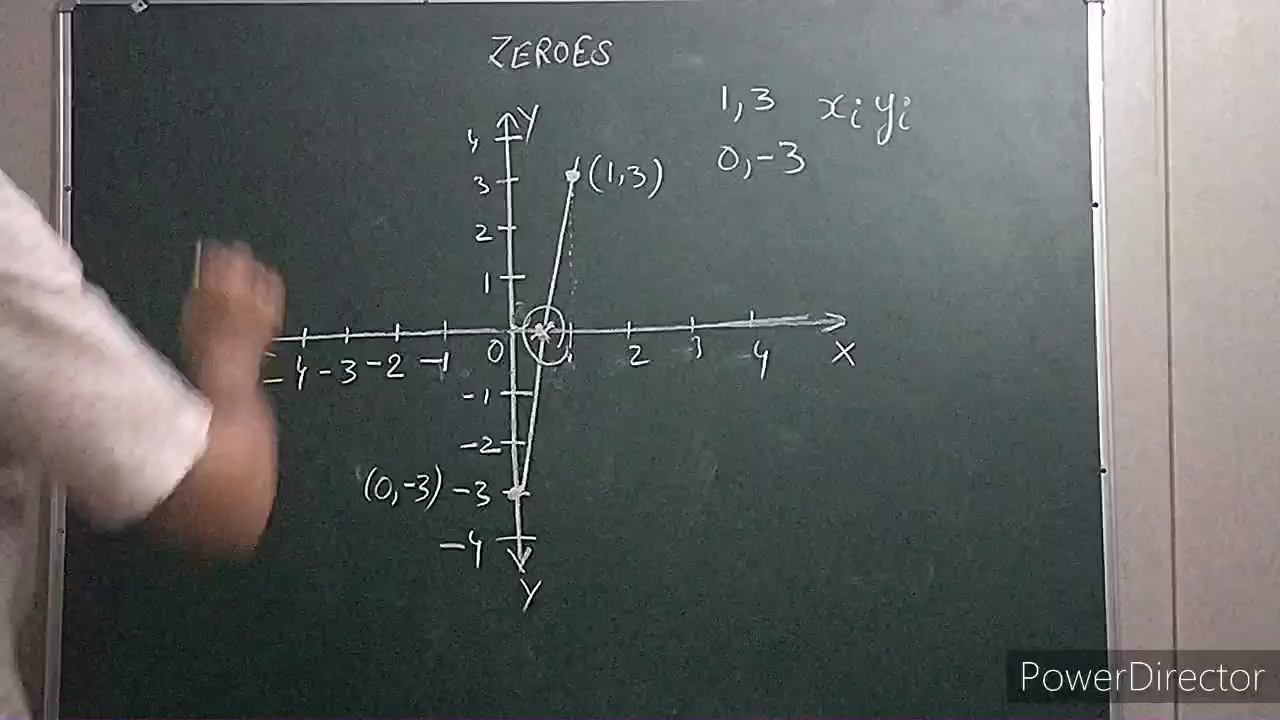 ZEROES
1,3 xi yi
0,-3
Y
4
3 (1,3)
2
1
-4 -3 -2 -1 0 1 2 3 4 X
-1
-2
(0,-3) -3
-4
Y
PowerDirector